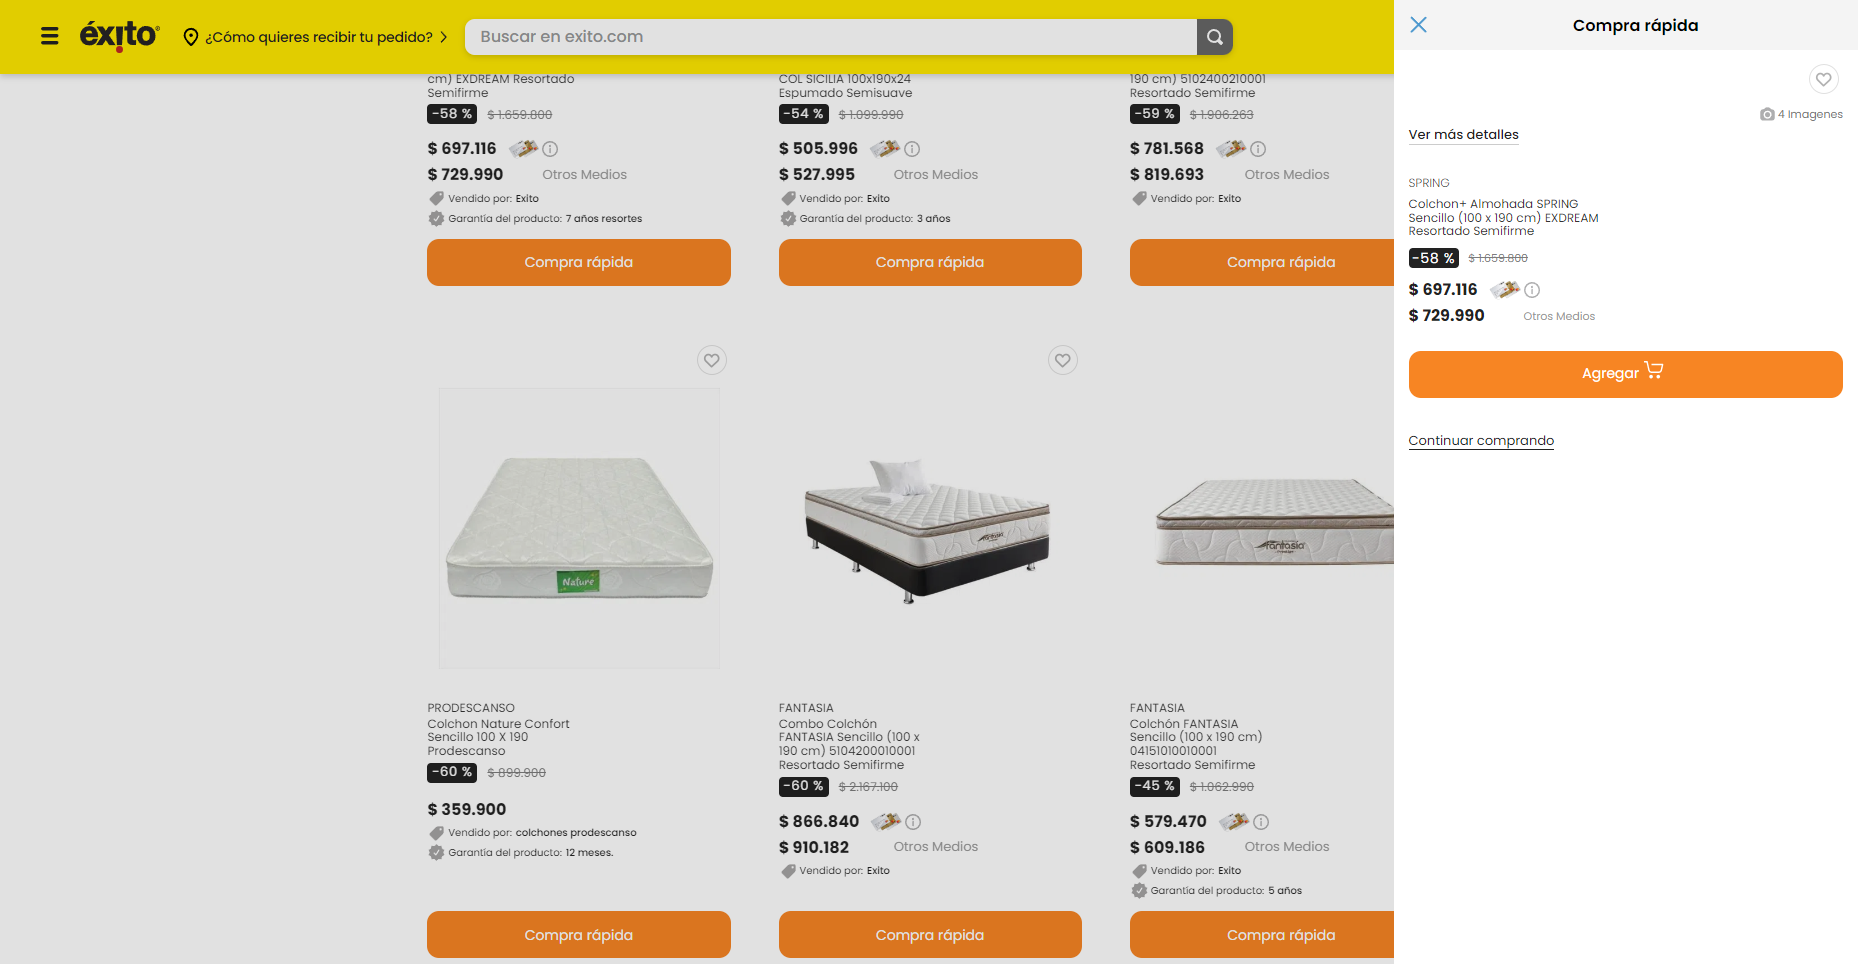 éxito
¿Cómo quieres recibir tu pedido?
Buscar en exito.com
cm) EXDREAM Resortado
Semifirme
-58 % $ 1.659.800
$ 697.116
$ 729.990 Otros Medios
Vendido por: Exito
Garantía del producto: 7 años resortes
Compra rápida
COL SICILIA 100x190x24
Espumado Semisuave
-54 % $ 1.099.990
$ 505.996
$ 527.995 Otros Medios
Vendido por: Exito
Garantía del producto: 3 años
Compra rápida
190 cm) 5102400210001
Resortado Semifirme
-59 % $ 1.906.263
$ 781.568
$ 819.693 Otros Medios
Vendido por: Exito
Compra rápida
Nature
PRODESCANSO
Colchon Nature Confort
Sencillo 100 X 190
Prodescanso
-60 % $ 899.900
$ 359.900
Vendido por: colchones prodescanso
Garantía del producto: 12 meses.
Compra rápida
Fantasia
FANTASIA
Combo Colchón
FANTASIA Sencillo (100 x
190 cm) 5104200010001
Resortado Semifirme
-60 % $ 2.167.100
$ 866.840
$ 910.182 Otros Medios
Vendido por: Exito
Compra rápida
Fantasia
FANTASIA
Colchón FANTASIA
Sencillo (100 x 190 cm)
04151010010001
Resortado Semifirme
-45 % $ 1.062.990
$ 579.470
$ 609.186 Otros Medios
Vendido por: Exito
Garantía del producto: 5 años
Compra rápida
Compra rápida
4 Imagenes
Ver más detalles
SPRING
Colchon+ Almohada SPRING
Sencillo (100 x 190 cm) EXDREAM
Resortado Semifirme
-58 % $ 1.659.800
$ 697.116
$ 729.990 Otros Medios
Agregar
Continuar comprando